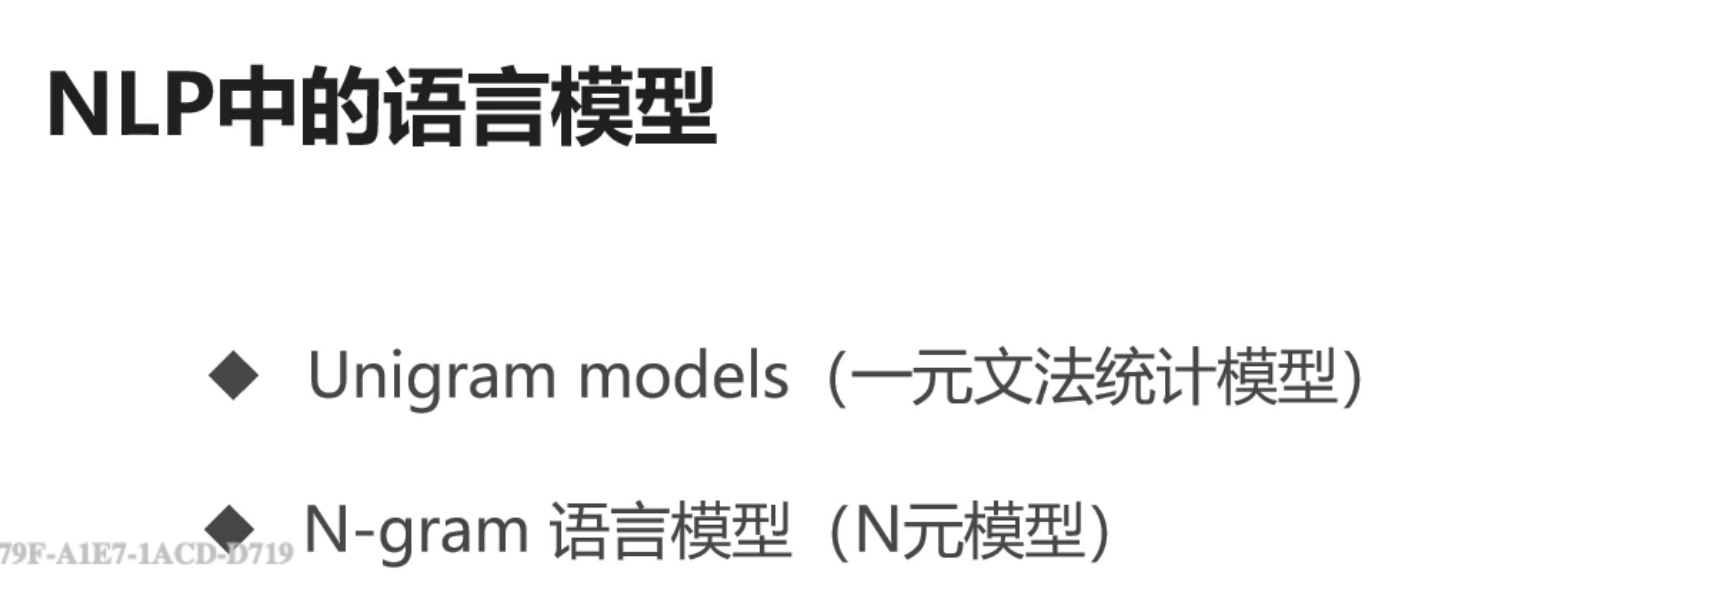 NLP中的语言模型
◆ Unigram models（一元文法统计模型）
◆ N-gram 语言模型（N元模型）
79F-A1E7-1ACD-D719